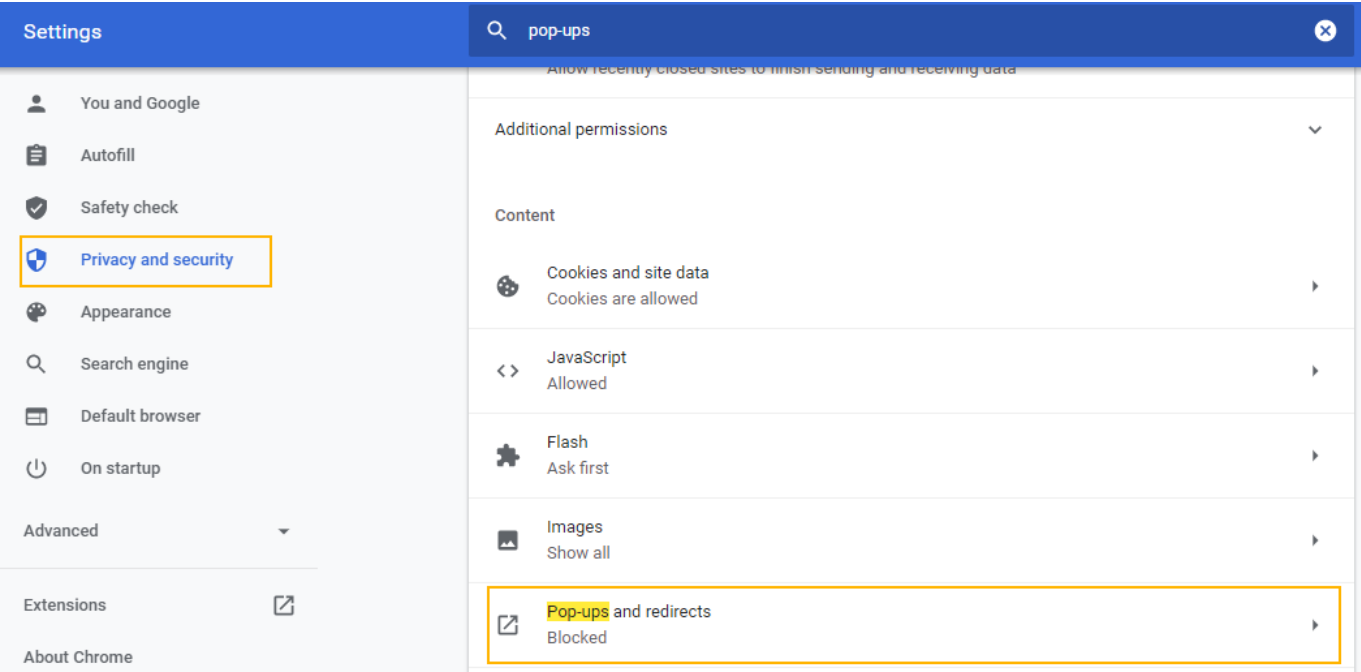 Settings
pop-ups
You and Google
Autofill
Safety check
Privacy and security
Appearance
Search engine
Default browser
On startup
Advanced
Extensions
About Chrome
Allow recently closed sites to finish sending and receiving data
Additional permissions
Content
Cookies and site data
Cookies are allowed
JavaScript
Allowed
Flash
Ask first
Images
Show all
Pop-ups and redirects
Blocked